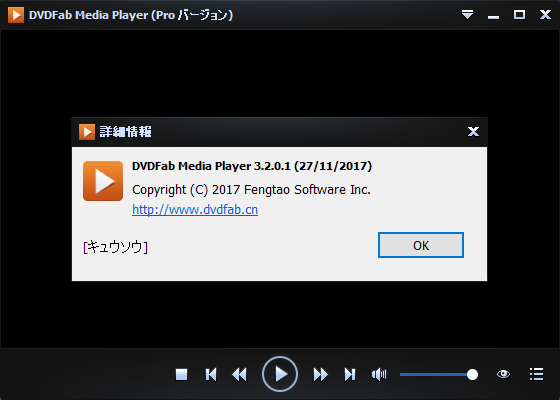 DVDFab Media Player (Pro バージョン)
詳細情報
DVDFab Media Player 3.2.0.1 (27/11/2017)
Copyright (C) 2017 Fengtao Software Inc.
http://www.dvdfab.cn
[キュウソウ]
OK